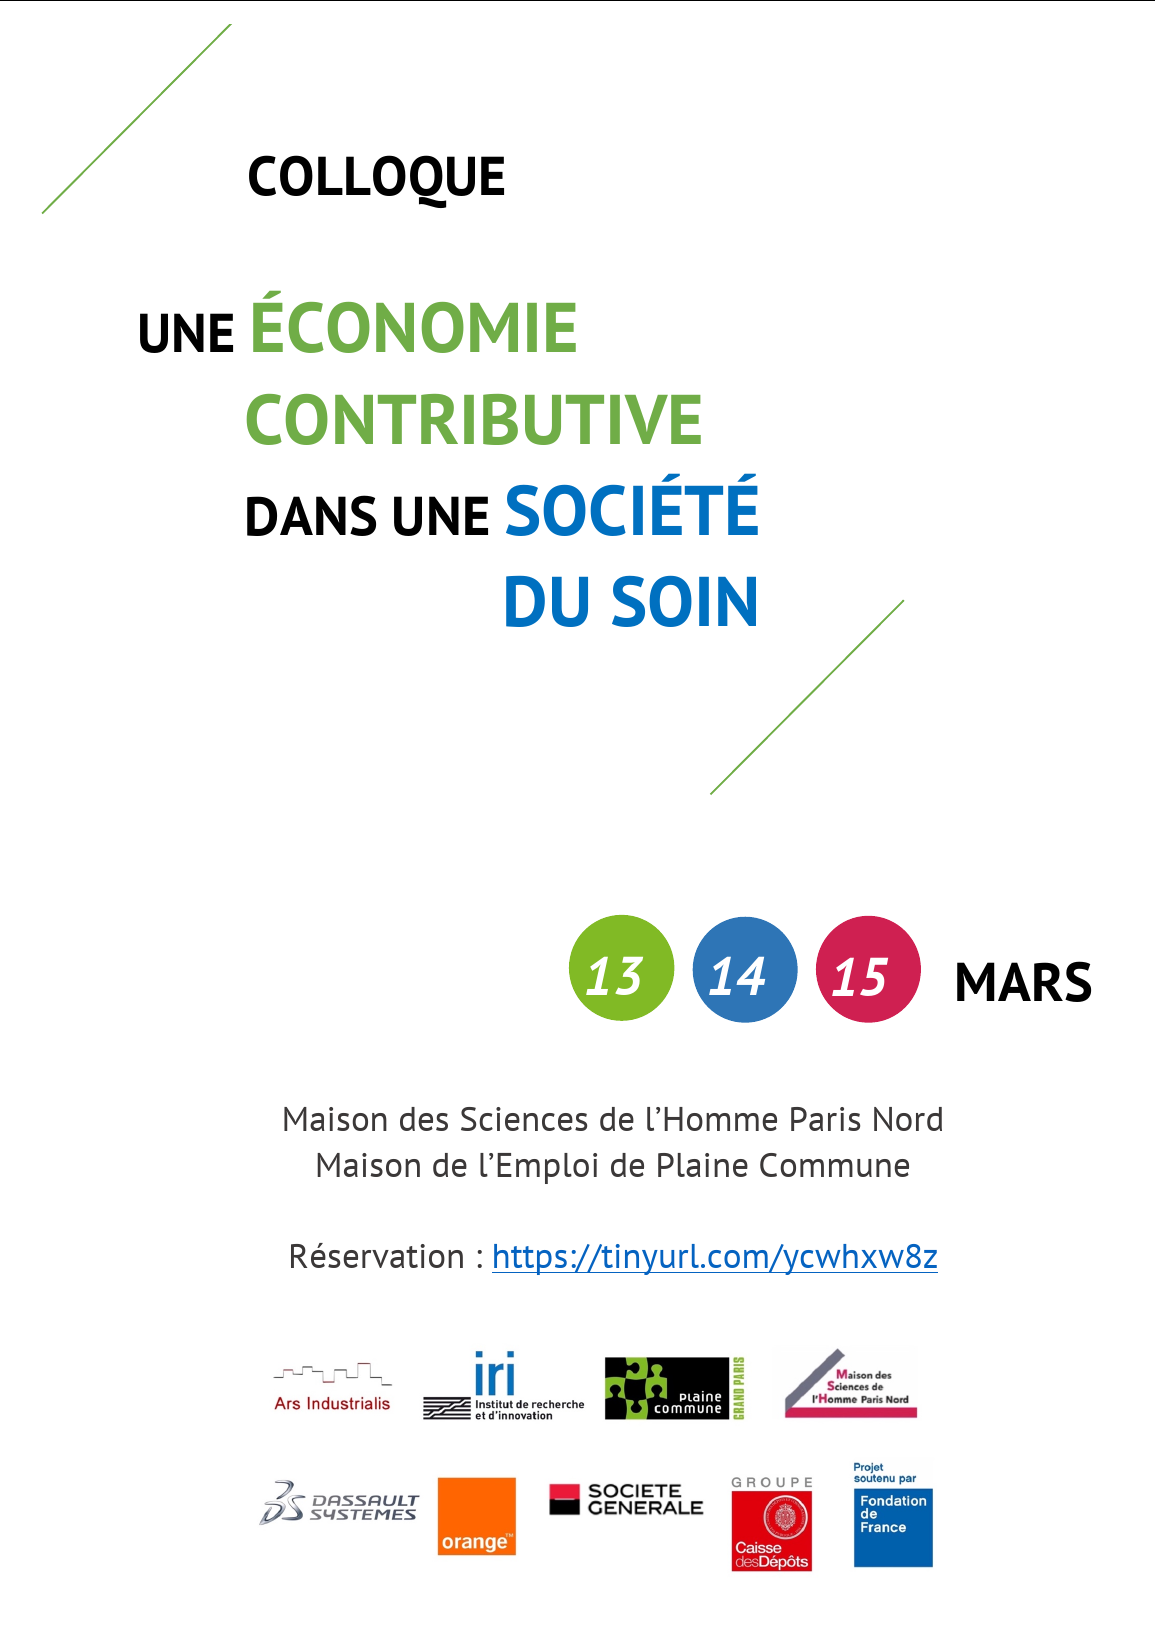 COLLOQUE
UNE ÉCONOMIE
CONTRIBUTIVE
DANS UNE SOCIÉTÉ
DU SOIN
13 14 15 MARS
Maison des Sciences de l’Homme Paris Nord
Maison de l’Emploi de Plaine Commune
Réservation : https://tinyurl.com/ycwhxw8z
Ars Industrialis
iri
Institut de recherche
et d'innovation
PLAINE
COMMUNE
GRAND PARIS
Maison des
Sciences de
l'Homme Paris Nord
DASSAULT
SYSTEMES
orange™
SOCIETE
GENERALE
GROUPE
Caisse
desDépôts
Projet
soutenu par
Fondation
de
France